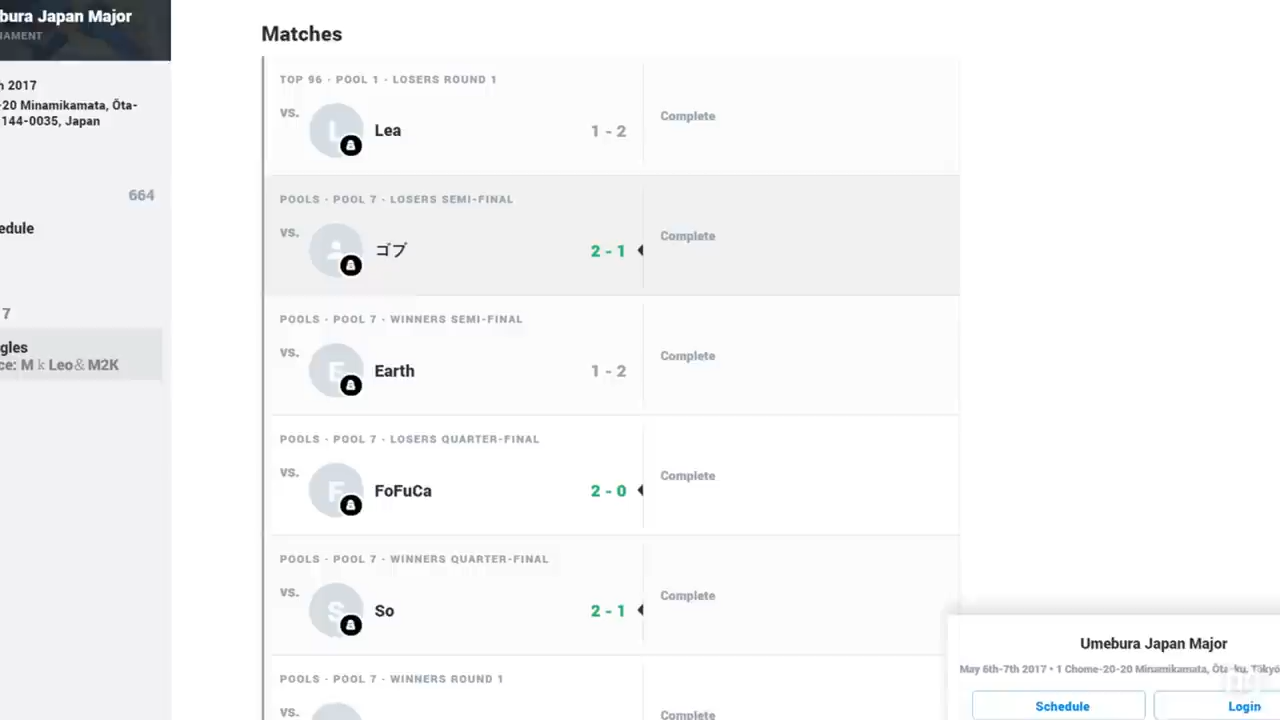 bura Japan Major
NAMENT
h 2017
-20 Minamikamata, Ōta-
144-0035, Japan
664
edule
7
gles
ce: M k Leo & M2K
Matches
TOP 96 · POOL 1 · LOSERS ROUND 1
VS.
L
Lea
1 - 2
Complete
POOLS · POOL 7 · LOSERS SEMI-FINAL
VS.
ゴブ
2 - 1
Complete
POOLS · POOL 7 · WINNERS SEMI-FINAL
VS.
E
Earth
1 - 2
Complete
POOLS · POOL 7 · LOSERS QUARTER-FINAL
VS.
F
FoFuCa
2 - 0
Complete
POOLS · POOL 7 · WINNERS QUARTER-FINAL
VS.
S
So
2 - 1
Complete
POOLS · POOL 7 · WINNERS ROUND 1
VS.
Complete
Umebura Japan Major
May 6th-7th 2017 • 1 Chome-20-20 Minamikamata, Ōta-ku, Tōkyō
Schedule
Login